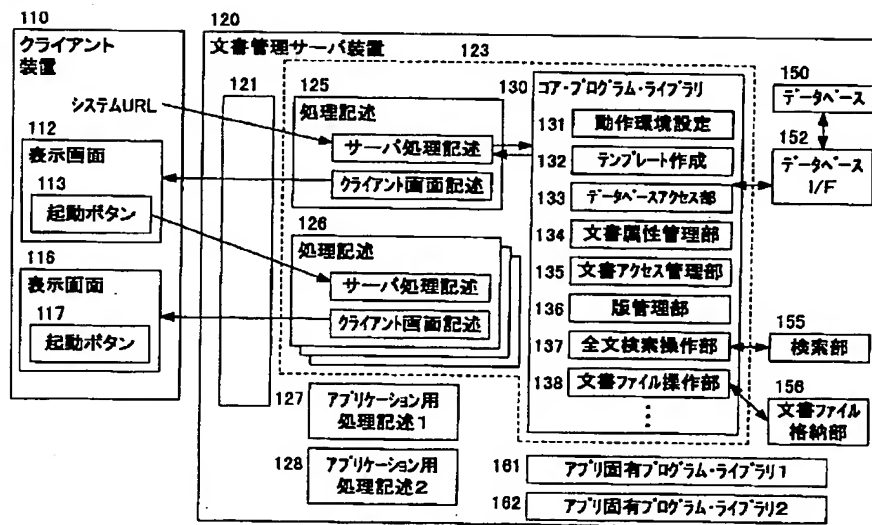 110
クライアント
装置
システムURL
112
表示画面
113
起動ボタン
116
表示画面
117
起動ボタン
120
文書管理サーバ装置
123
121
125
処理記述
サーバ処理記述
クライアント画面記述
126
処理記述
サーバ処理記述
クライアント画面記述
127
アプリケーション用
処理記述1
128
アプリケーション用
処理記述2
130
コア・プログラム・ライブラリ
131
動作環境設定
132
テンプレート作成
133
データベースアクセス部
134
文書属性管理部
135
文書アクセス管理部
136
版管理部
137
全文検索操作部
138
文書ファイル操作部
150
データベース
152
データベース
I/F
155
検索部
156
文書ファイル
格納部
161
アプリ固有プログラム・ライブラリ1
162
アプリ固有プログラム・ライブラリ2